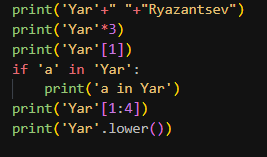 print('Yar'+" "+"Ryazantsev")
print('Yar'*3)
print('Yar'[1])
if 'a' in 'Yar':
    print('a in Yar')
print('Yar'[1:4])
print('Yar'.lower())